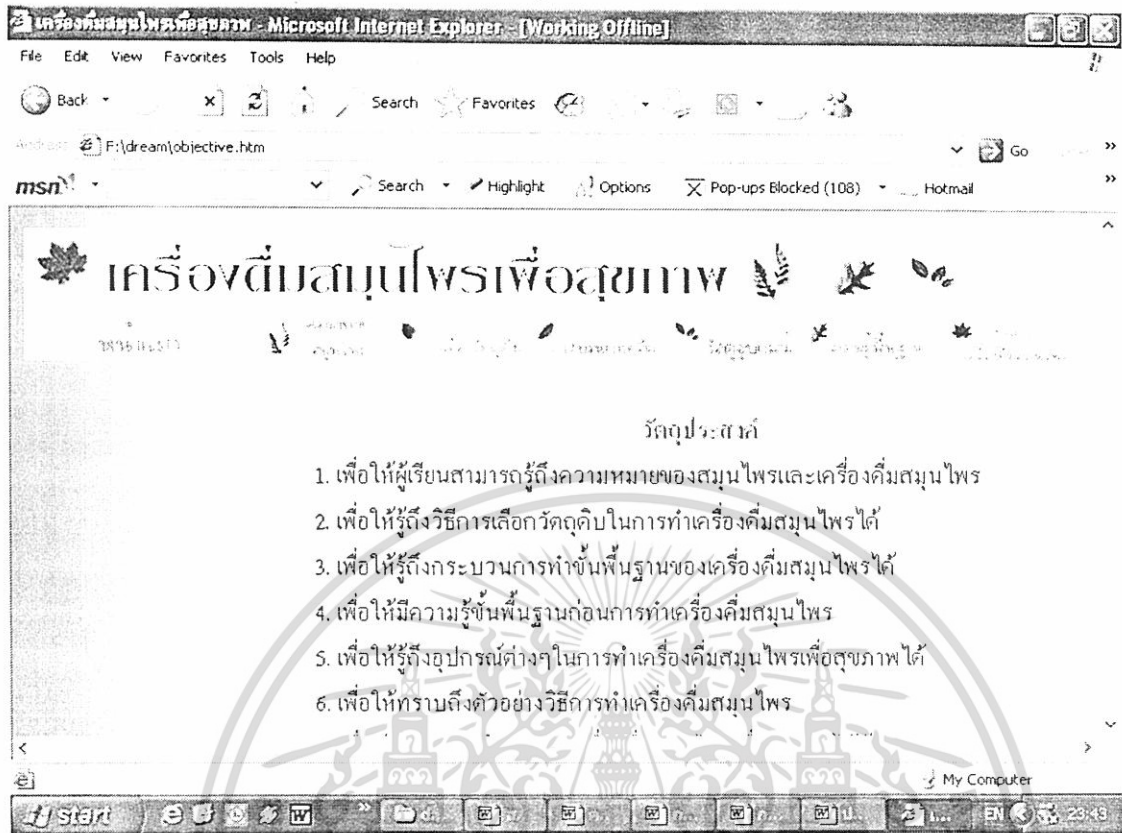 เครื่องดื่มสมุนไพรเพื่อสุขภาพ - Microsoft Internet Explorer - [Working Offline]
File Edit View Favorites Tools Help
Back Search Favorites
F:\dream\objective.htm Go
msn Search Highlight Options Pop-ups Blocked (108) Hotmail
เครื่องดื่มสมุนไพรเพื่อสุขภาพ
วัตถุประสงค์
1. เพื่อให้ผู้เรียนสามารถรู้ถึงความหมายของสมุนไพรและเครื่องดื่มสมุนไพร
2. เพื่อให้รู้ถึงวิธีการเลือกวัตถุดิบในการทำเครื่องดื่มสมุนไพรได้
3. เพื่อให้รู้ถึงกระบวนการทำขั้นพื้นฐานของเครื่องดื่มสมุนไพรได้
4. เพื่อให้มีความรู้ขั้นพื้นฐานก่อนการทำเครื่องดื่มสมุนไพร
5. เพื่อให้รู้ถึงอุปกรณ์ต่างๆในการทำเครื่องดื่มสมุนไพรเพื่อสุขภาพได้
6. เพื่อให้ทราบถึงตัวอย่างวิธีการทำเครื่องดื่มสมุนไพร
My Computer
start EN 23:43